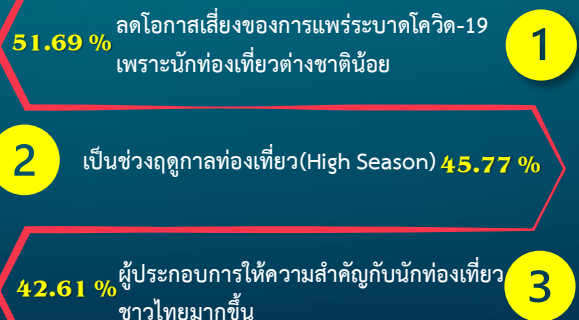 51.69 % ลดโอกาสเสี่ยงของการแพร่ระบาดโควิด-19 1
เพราะนักท่องเที่ยวต่างชาติน้อย
2 เป็นช่วงฤดูกาลท่องเที่ยว(High Season) 45.77 %
42.61 % ผู้ประกอบการให้ความสำคัญกับนักท่องเที่ยว 3
ชาวไทยมากขึ้น